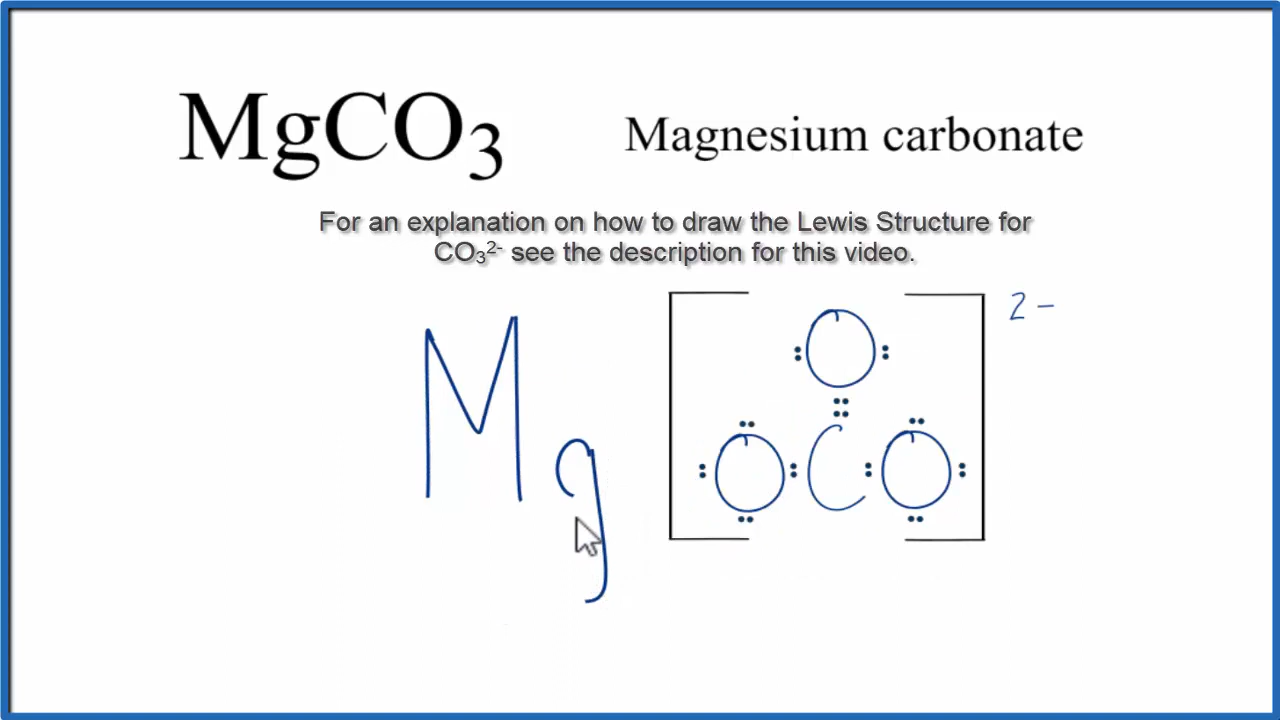 MgCO₃ Magnesium carbonate
For an explanation on how to draw the Lewis Structure for
CO₃²⁻ see the description for this video.
Mg
2-
O
O C O